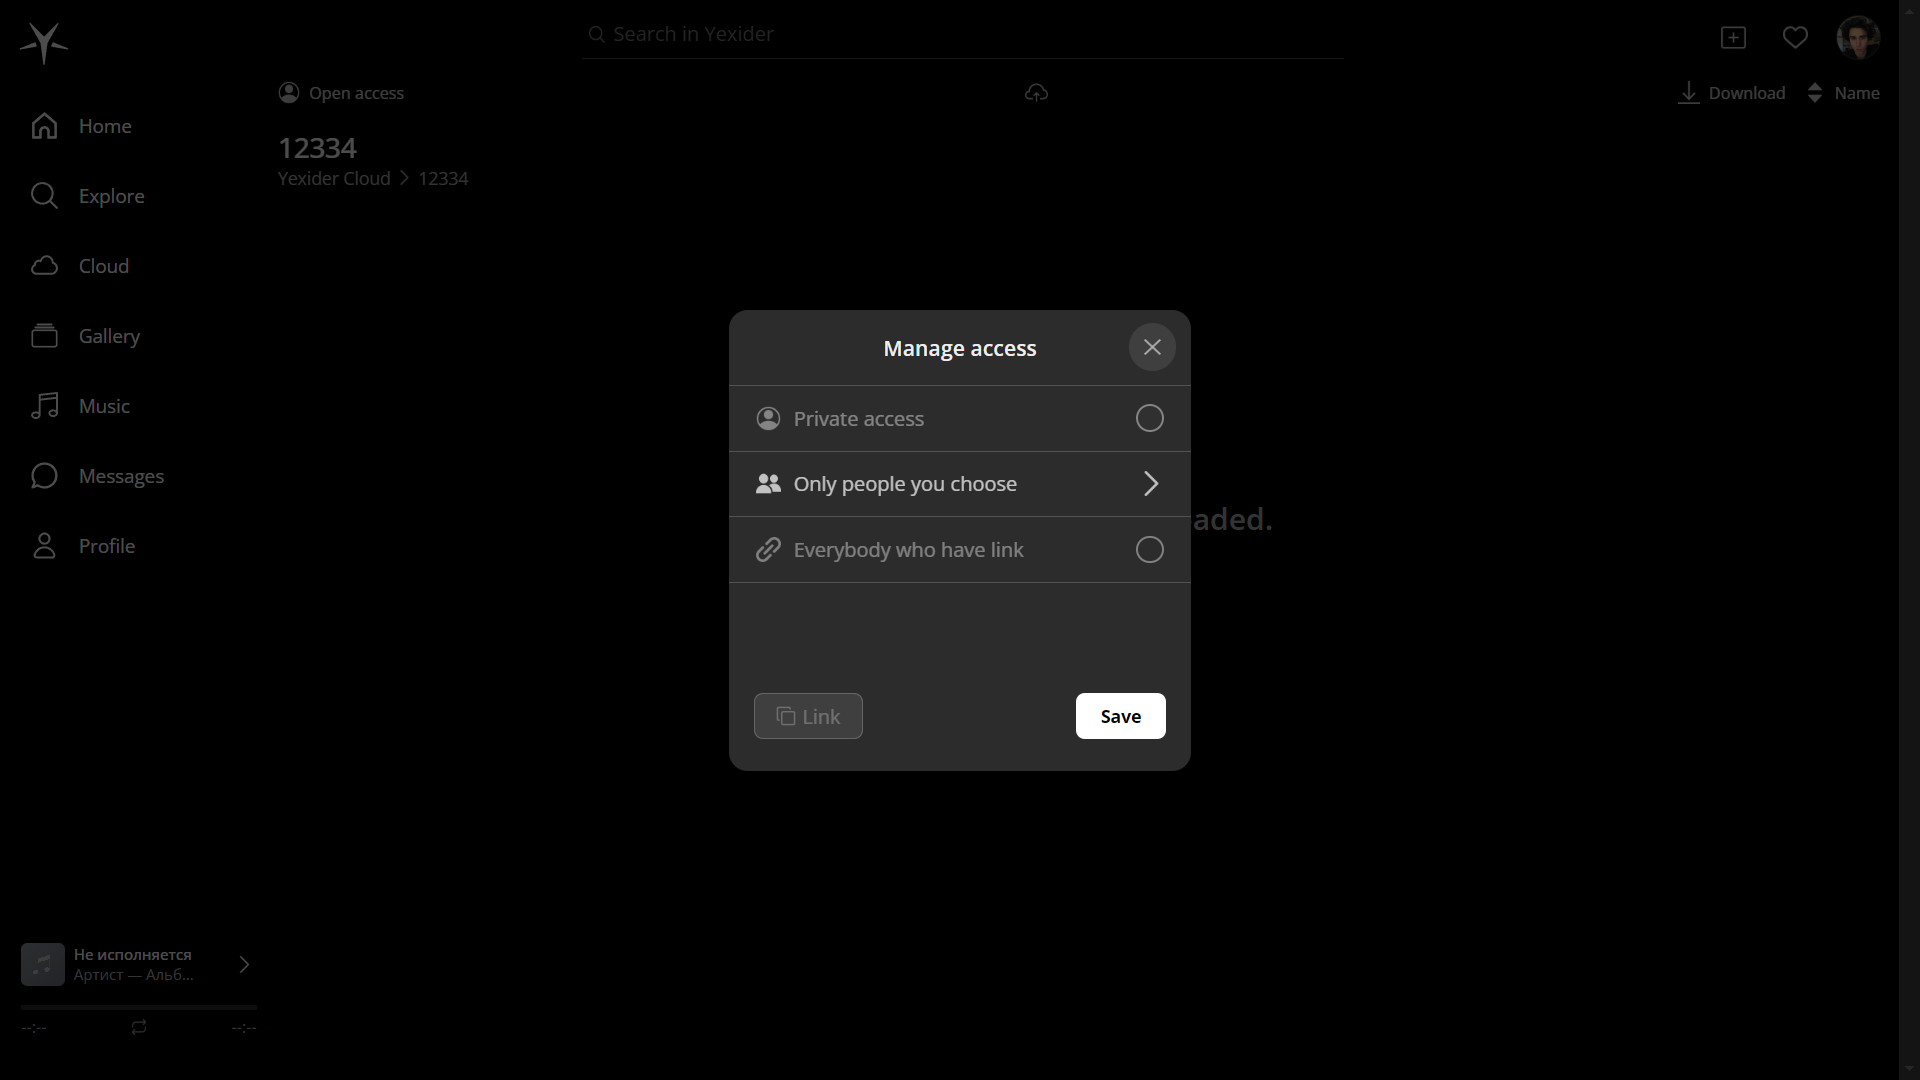 Search in Yexider
Open access
Download
Name
Home
12334
Yexider Cloud > 12334
Explore
Cloud
Gallery
Music
Messages
Profile
Manage access
Private access
Only people you choose
aded.
Everybody who have link
Link
Save
Не исполняется
Артист — Альб...
--:--
--:--